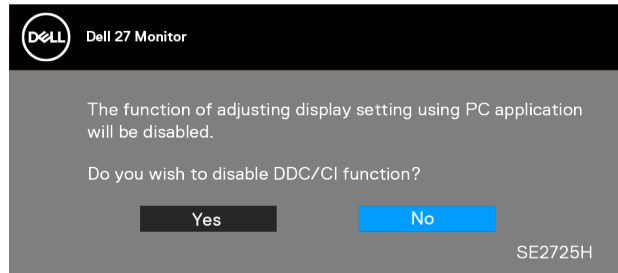 DELL
Dell 27 Monitor
The function of adjusting display setting using PC application
will be disabled.
Do you wish to disable DDC/CI function?
Yes
No
SE2725H